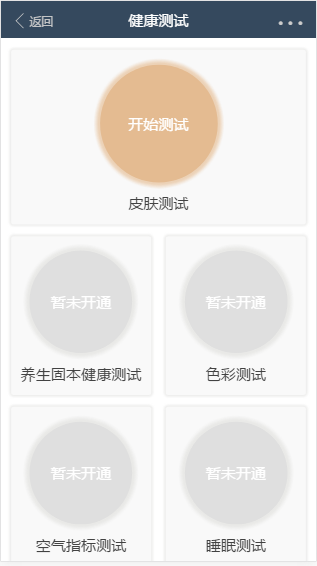 返回
健康测试
开始测试
皮肤测试
暂未开通
暂未开通
养生固本健康测试
色彩测试
暂未开通
暂未开通
空气指标测试
睡眠测试